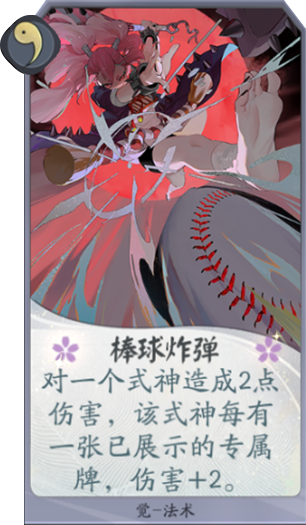 棒球炸弹
对一个式神造成2点
伤害，该式神每有
一张已展示的专属
牌，伤害+2。
觉-法术